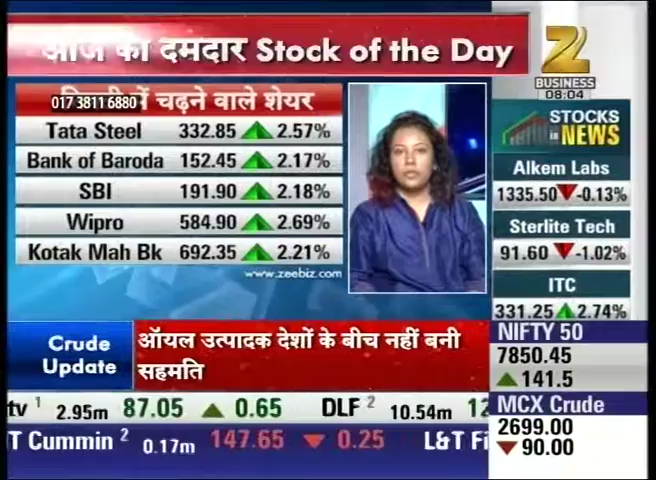 आज का दमदार Stock of the Day
Z
BUSINESS
08:04
017 3811 6880 में चढ़ने वाले शेयर
Tata Steel 332.85 2.57%
Bank of Baroda 152.45 2.17%
SBI 191.90 2.18%
Wipro 584.90 2.69%
Kotak Mah Bk 692.35 2.21%
www.zeebiz.com
STOCKS
in NEWS
Alkem Labs
1335.50 -0.13%
Sterlite Tech
91.60 -1.02%
ITC
331.25 2.74%
Crude
Update
ऑयल उत्पादक देशों के बीच नहीं बनी
सहमति
NIFTY 50
7850.45
141.5
MCX Crude
2699.00
90.00
tv 1 2.95m 87.05 0.65 DLF 2 10.54m 12
T Cummin 2 0.17m 147.65 0.25 L&T Fi